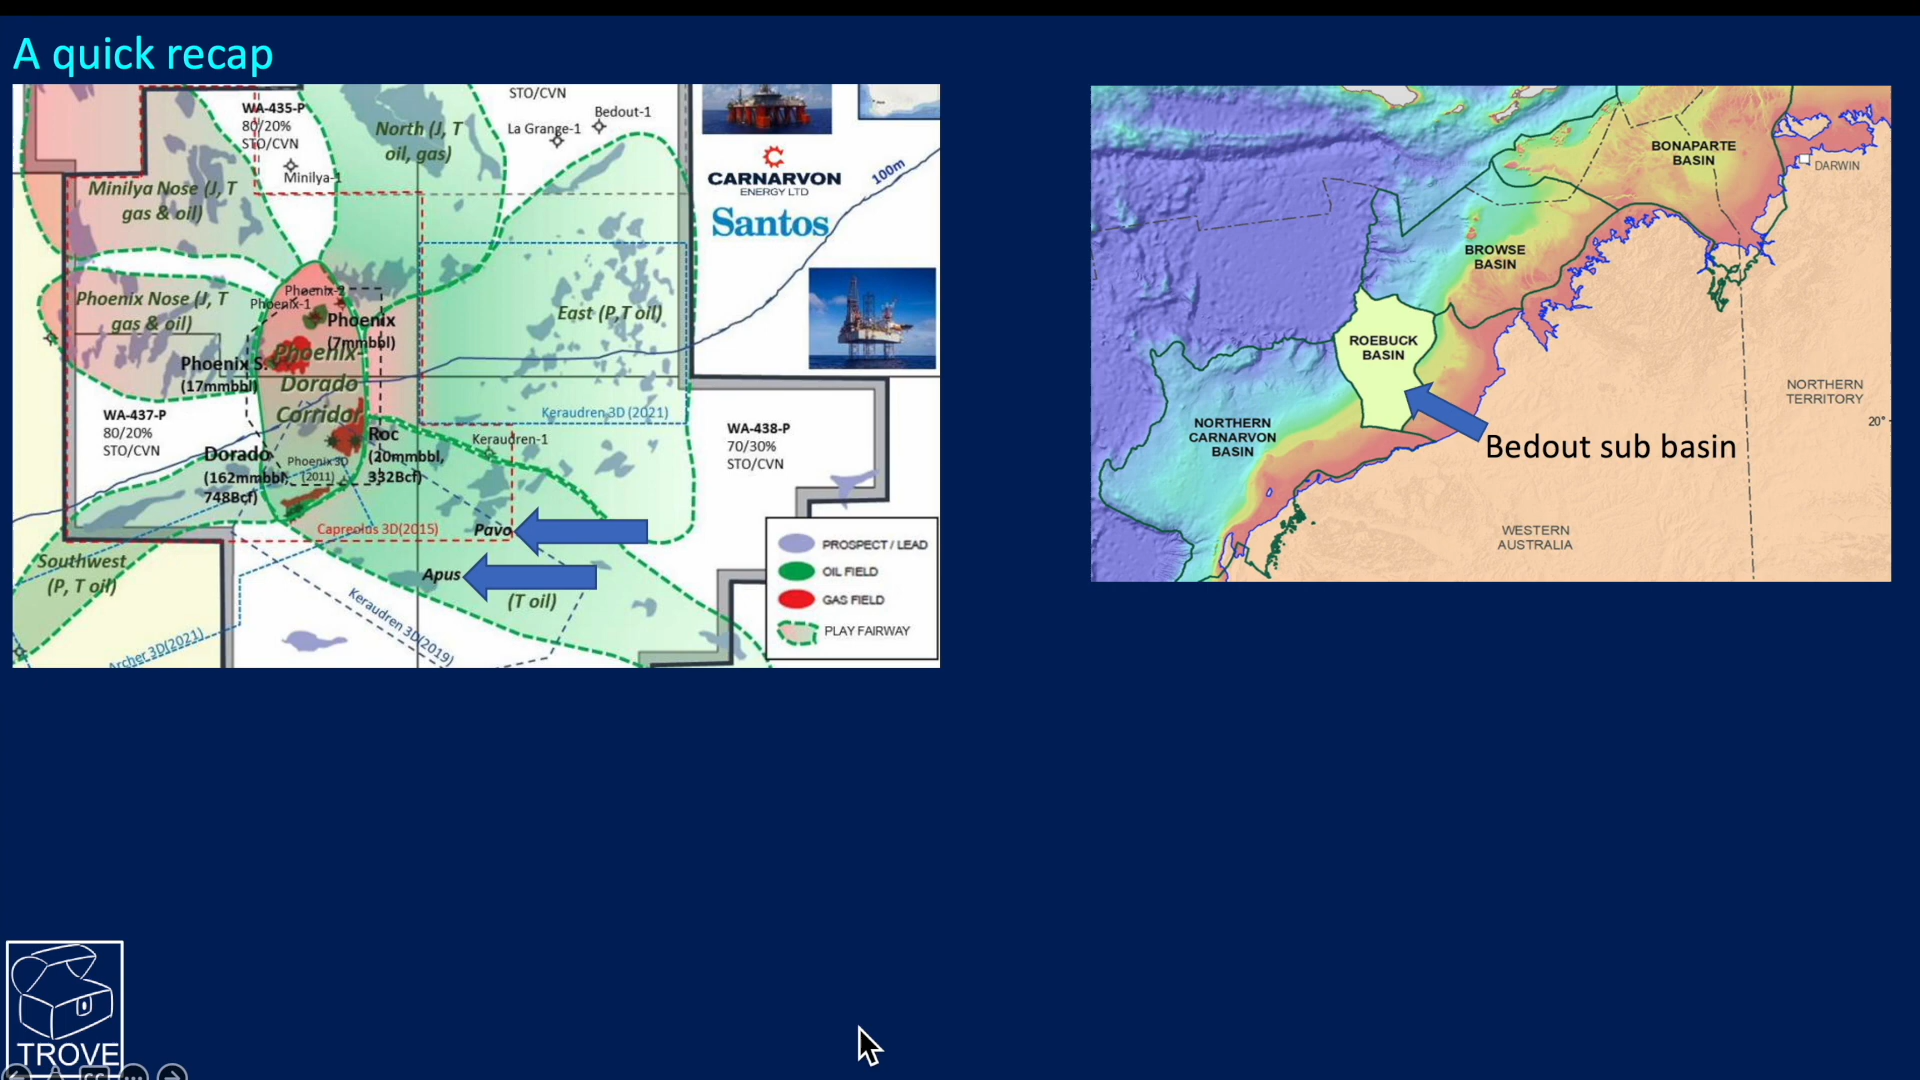 A quick recap
WA-435-P
80/20%
STO/CVN
Minilya-1
North (J, T
oil, gas)
STO/CVN
Bedout-1
La Grange-1
Minilya Nose (J, T
gas & oil)
Phoenix Nose (J, T
gas & oil)
Phoenix-2
Phoenix-1
Phoenix
(7mmbbl)
Phoenix S.
(17mmbbl)
Phoenix-
Dorado
Corridor
East (P,T oil)
WA-437-P
80/20%
STO/CVN
Keraudren 3D (2021)
Roc
(20mmbbl,
332Bcf)
Keraudren-1
Dorado
(162mmbbl,
748Bcf)
Phoenix 3D
(2011)
Capreolus 3D(2015)
Pavo
Apus
(T oil)
Southwest
(P, T oil)
Archer 3D(2021)
Keraudren 3D(2019)
CARNARVON
ENERGY LTD
Santos
100m
WA-438-P
70/30%
STO/CVN
PROSPECT / LEAD
OIL FIELD
GAS FIELD
PLAY FAIRWAY
BONAPARTE
BASIN
DARWIN
BROWSE
BASIN
ROEBUCK
BASIN
NORTHERN
TERRITORY
20°
NORTHERN
CARNARVON
BASIN
Bedout sub basin
WESTERN
AUSTRALIA
TROVE